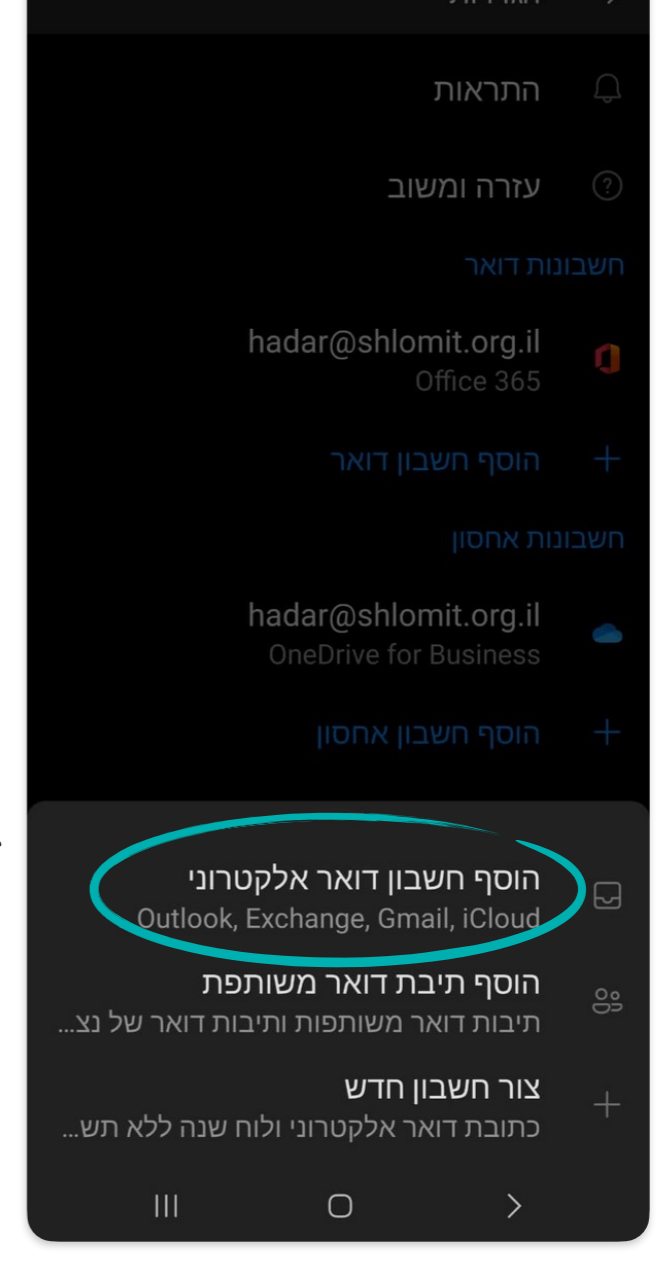 התראות
עזרה ומשוב
חשבונות דואר
hadar@shlomit.org.il
Office 365
הוסף חשבון דואר
חשבונות אחסון
hadar@shlomit.org.il
OneDrive for Business
הוסף חשבון אחסון
הוסף חשבון דואר אלקטרוני
Outlook, Exchange, Gmail, iCloud
הוסף תיבת דואר משותפת
תיבות דואר משותפות ותיבות דואר של נצ...
צור חשבון חדש
כתובת דואר אלקטרוני ולוח שנה ללא תש...